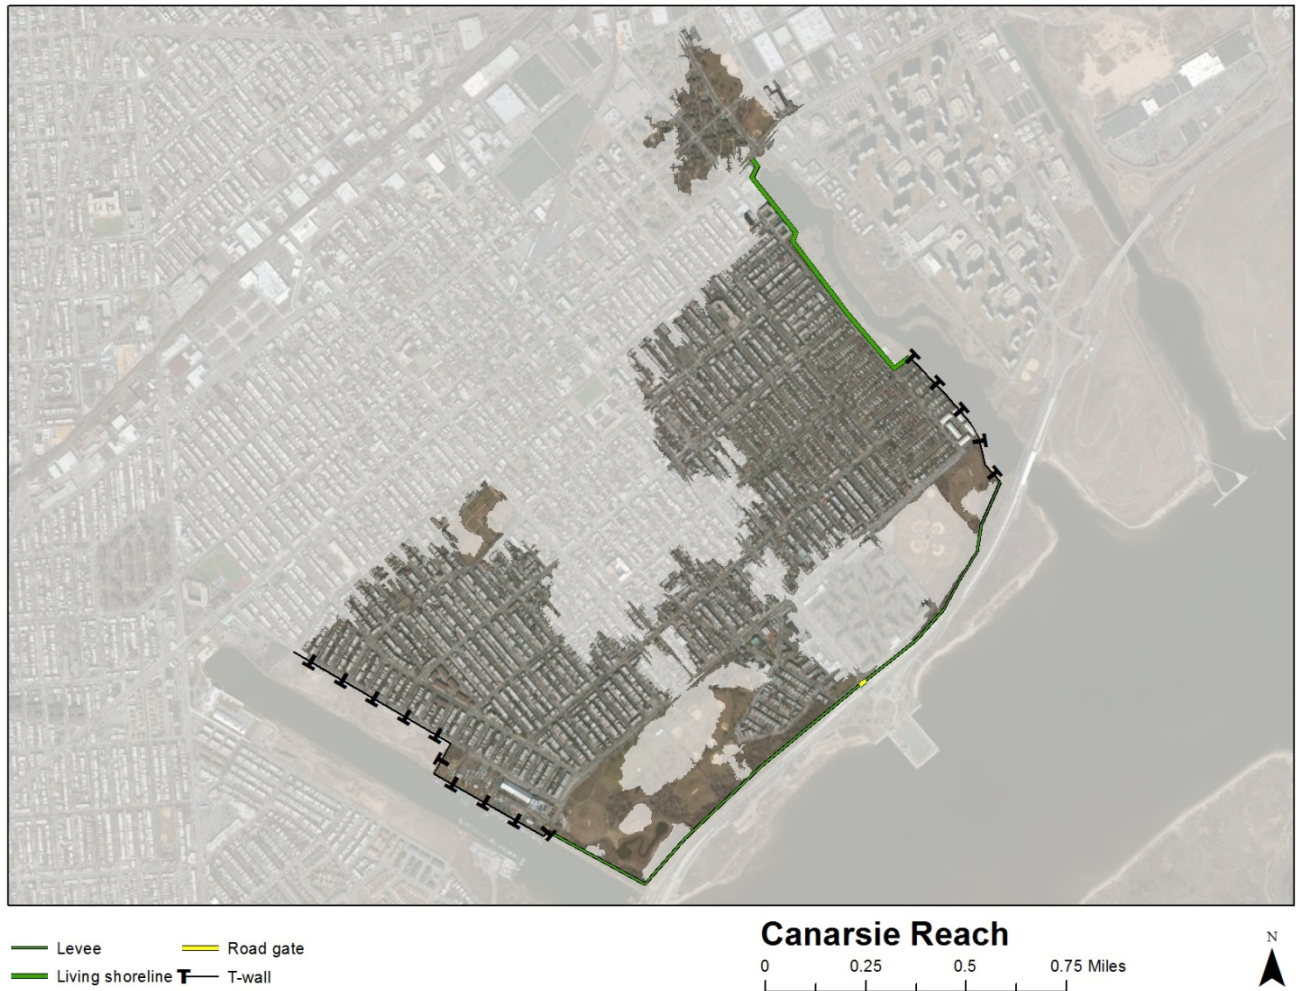 Levee
Road gate
Living shoreline
T-wall
Canarsie Reach
0 0.25 0.5 0.75 Miles
N